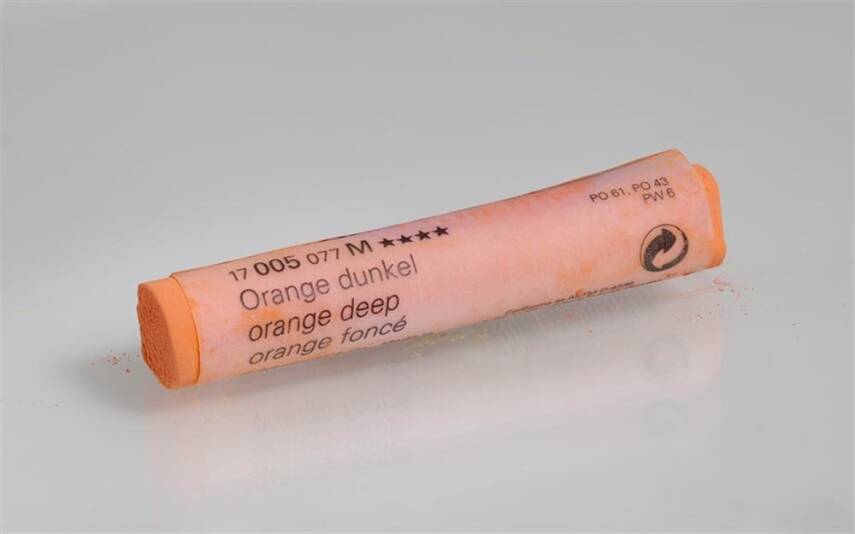 17 005 077 M ★★★★
Orange dunkel
orange deep
orange foncé
PO 61, PO 43
PW 6